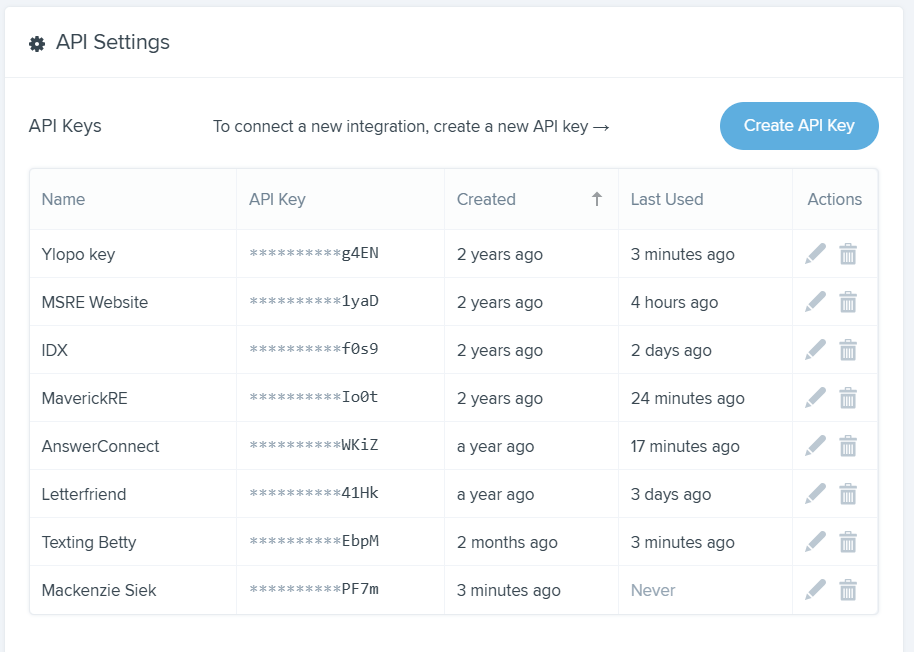 API Settings
API Keys To connect a new integration, create a new API key → Create API Key
Name API Key Created ↑ Last Used Actions
Ylopo key **********g4EN 2 years ago 3 minutes ago
MSRE Website **********1yaD 2 years ago 4 hours ago
IDX **********f0s9 2 years ago 2 days ago
MaverickRE **********Io0t 2 years ago 24 minutes ago
AnswerConnect **********WKiZ a year ago 17 minutes ago
Letterfriend **********41Hk a year ago 3 days ago
Texting Betty **********EbpM 2 months ago 3 minutes ago
Mackenzie Siek **********PF7m 3 minutes ago Never